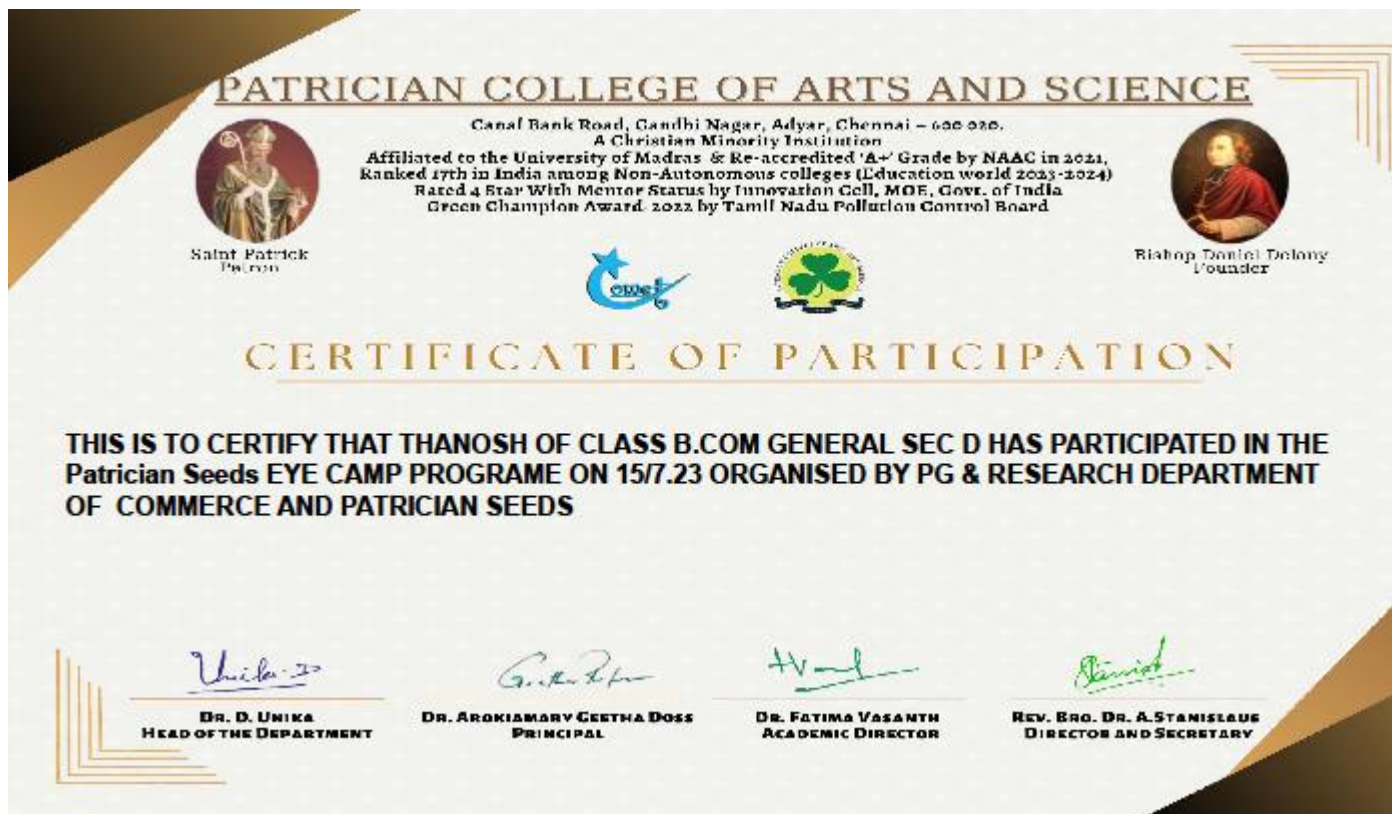 PATRICIAN COLLEGE OF ARTS AND SCIENCE
Canal Bank Road, Gandhi Nagar, Adyar, Chennai – 600 020.
A Christian Minority Institution
Affiliated to the University of Madras & Re-accredited 'A+' Grade by NAAC in 2021,
Ranked 17th in India among Non-Autonomous colleges (Education world 2023-2024)
Rated 4 Star With Mentor Status by Innovation Cell, MOE, Govt. of India
Green Champion Award-2022 by Tamil Nadu Pollution Control Board
Saint Patrick
Patron
Bishop Daniel Delany
Founder
CERTIFICATE OF PARTICIPATION
THIS IS TO CERTIFY THAT THANOSH OF CLASS B.COM GENERAL SEC D HAS PARTICIPATED IN THE
Patrician Seeds EYE CAMP PROGRAME ON 15/7.23 ORGANISED BY PG & RESEARCH DEPARTMENT
OF COMMERCE AND PATRICIAN SEEDS
DR. D. UNIKA
HEAD OF THE DEPARTMENT
DR. AROKIAMARY GEETHA DOSS
PRINCIPAL
DR. FATIMA VASANTH
ACADEMIC DIRECTOR
REV. BRO. DR. A.STANISLAUS
DIRECTOR AND SECRETARY